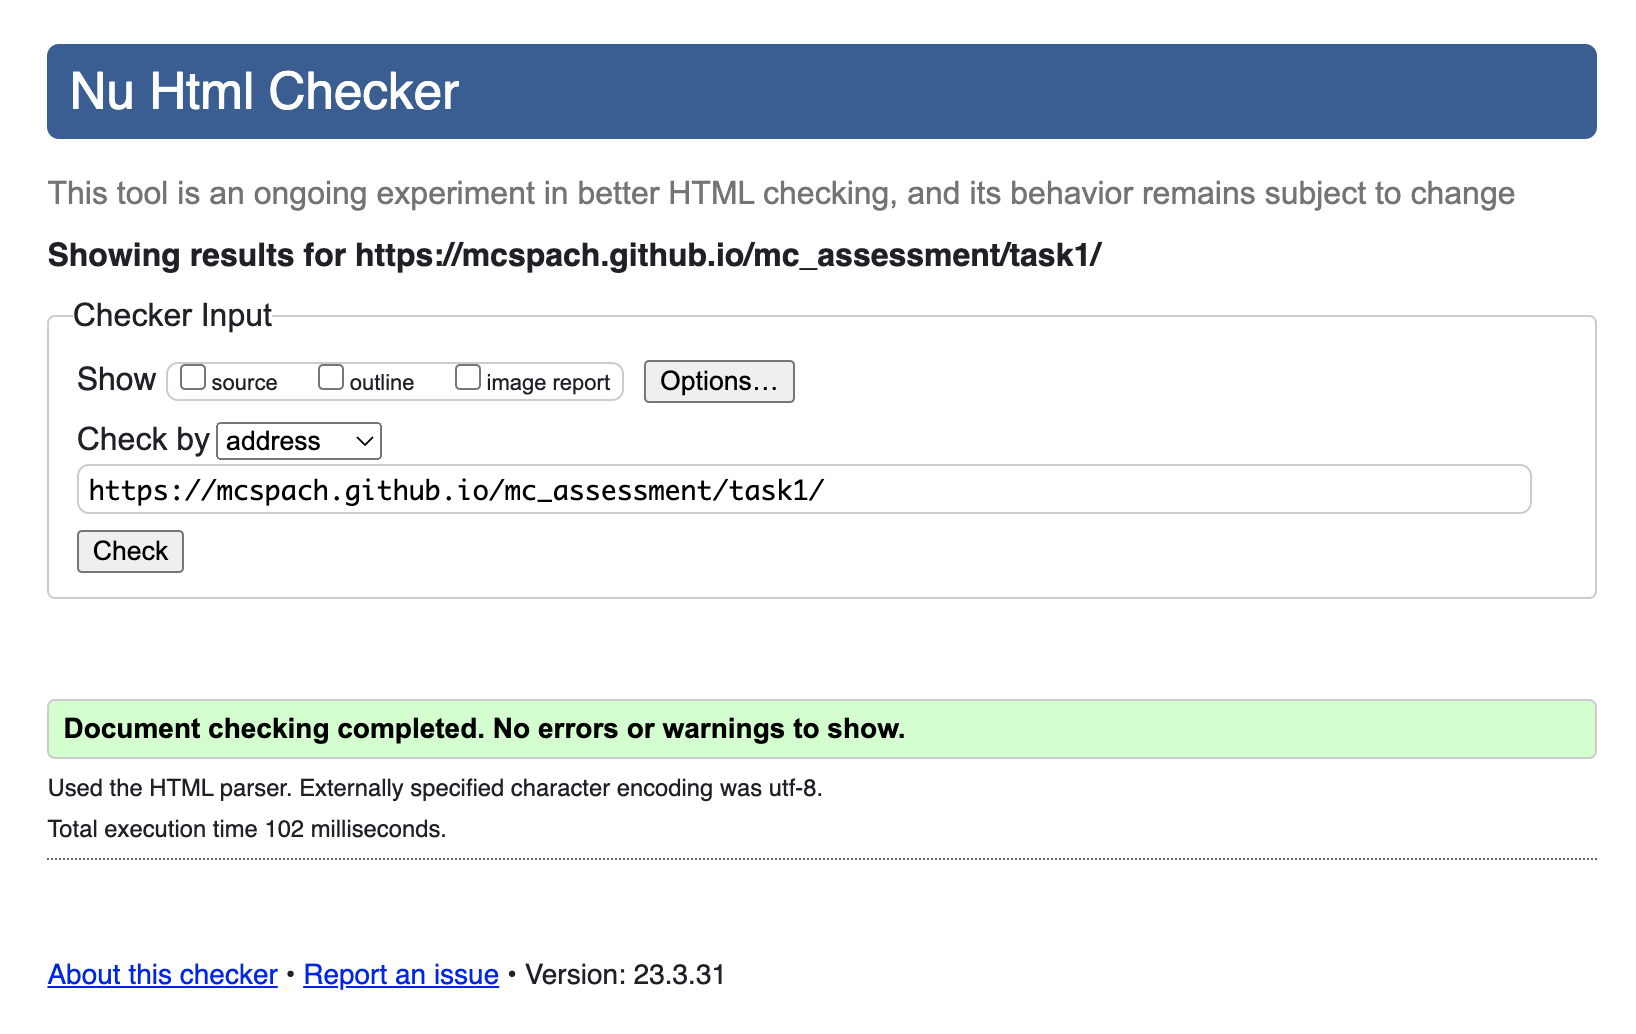 Nu Html Checker
This tool is an ongoing experiment in better HTML checking, and its behavior remains subject to change
Showing results for https://mcspach.github.io/mc_assessment/task1/
Checker Input
Show source outline image report Options...
Check by address
https://mcspach.github.io/mc_assessment/task1/
Check
Document checking completed. No errors or warnings to show.
Used the HTML parser. Externally specified character encoding was utf-8.
Total execution time 102 milliseconds.
About this checker • Report an issue • Version: 23.3.31